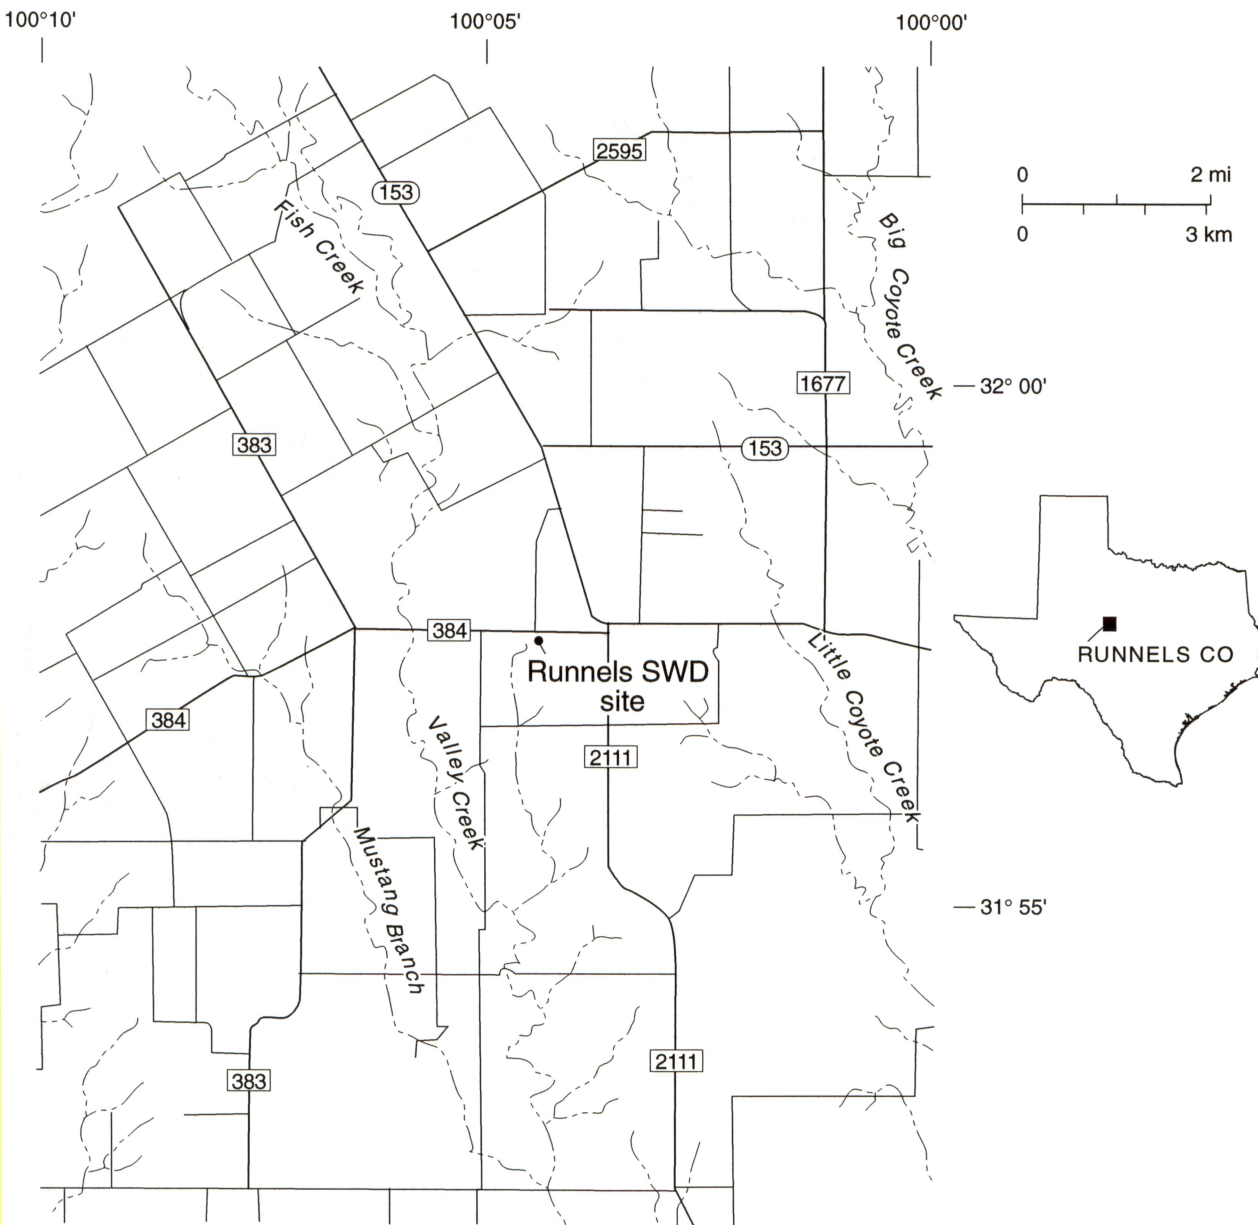 100°10'
100°05'
100°00'
2595
153
0
2 mi
0
3 km
Fish Creek
Big Coyote Creek
1677
32° 00'
383
153
384
Runnels SWD
site
RUNNELS CO
Little Coyote Creek
384
Valley Creek
2111
Mustang Branch
31° 55'
2111
383